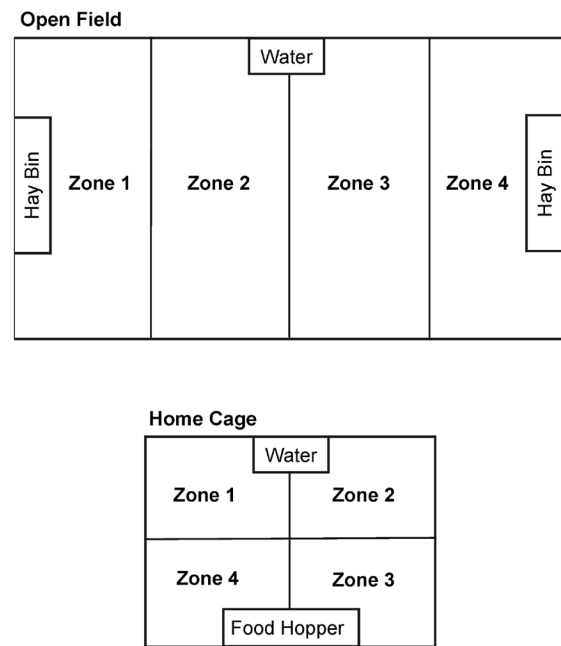 Open Field
Water
Hay Bin
Zone 1
Zone 2
Zone 3
Zone 4
Hay Bin
Home Cage
Water
Zone 1
Zone 2
Zone 4
Zone 3
Food Hopper